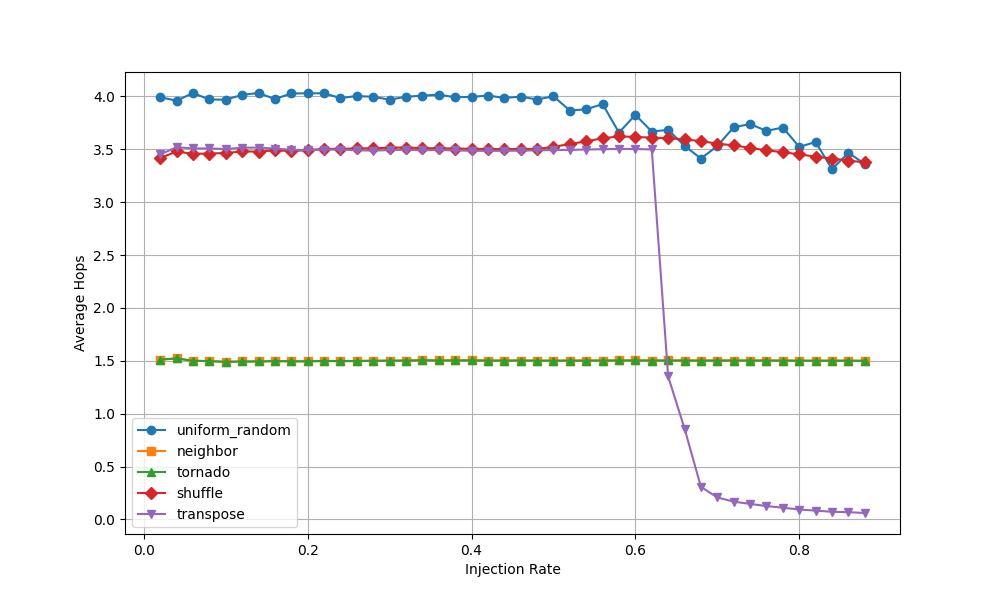 4.0
3.5
3.0
2.5
2.0
1.5
1.0
0.5
0.0
Average Hops
uniform_random
neighbor
tornado
shuffle
transpose
0.0 0.2 0.4 0.6 0.8
Injection Rate